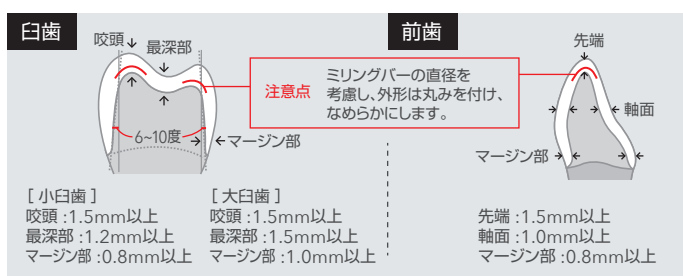 臼歯
咬頭
最深部
6~10度
マージン部
注意点
ミリングバーの直径を
考慮し、外形は丸みを付け、
なめらかにします。
[ 小臼歯 ]
咬頭 :1.5mm以上
最深部 :1.2mm以上
マージン部 :0.8mm以上
[ 大臼歯 ]
咬頭 :1.5mm以上
最深部 :1.5mm以上
マージン部 :1.0mm以上
前歯
先端
軸面
マージン部
先端 :1.5mm以上
軸面 :1.0mm以上
マージン部 :0.8mm以上